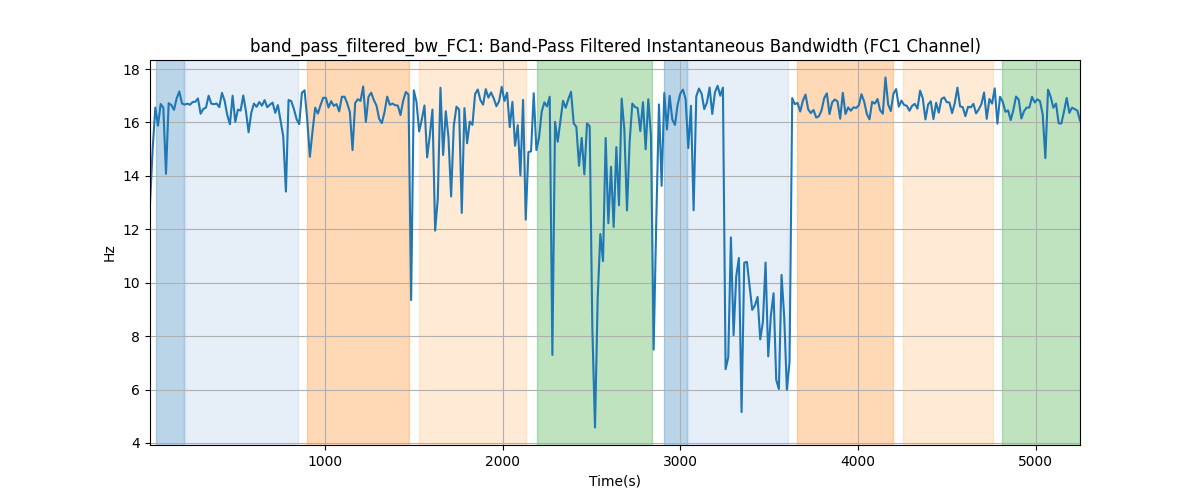 band_pass_filtered_bw_FC1: Band-Pass Filtered Instantaneous Bandwidth (FC1 Channel)
18
16
14
12
10
8
6
4
Hz
1000 2000 3000 4000 5000
Time(s)